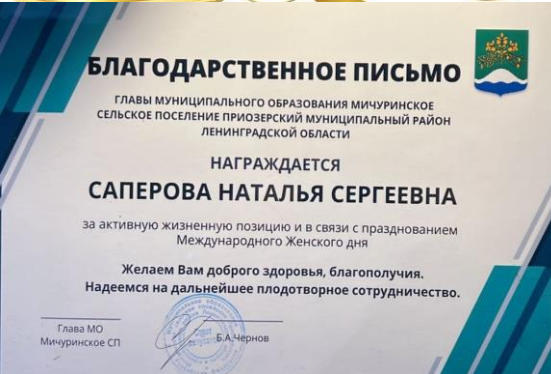 БЛАГОДАРСТВЕННОЕ ПИСЬМО
ГЛАВЫ МУНИЦИПАЛЬНОГО ОБРАЗОВАНИЯ МИЧУРИНСКОЕ
СЕЛЬСКОЕ ПОСЕЛЕНИЕ ПРИОЗЕРСКИЙ МУНИЦИПАЛЬНЫЙ РАЙОН
ЛЕНИНГРАДСКОЙ ОБЛАСТИ
НАГРАЖДАЕТСЯ
САПЕРОВА НАТАЛЬЯ СЕРГЕЕВНА
за активную жизненную позицию и в связи с празднованием
Международного Женского дня
Желаем Вам доброго здоровья, благополучия.
Надеемся на дальнейшее плодотворное сотрудничество.
Глава МО
Мичуринское СП
Б.А.Чернов